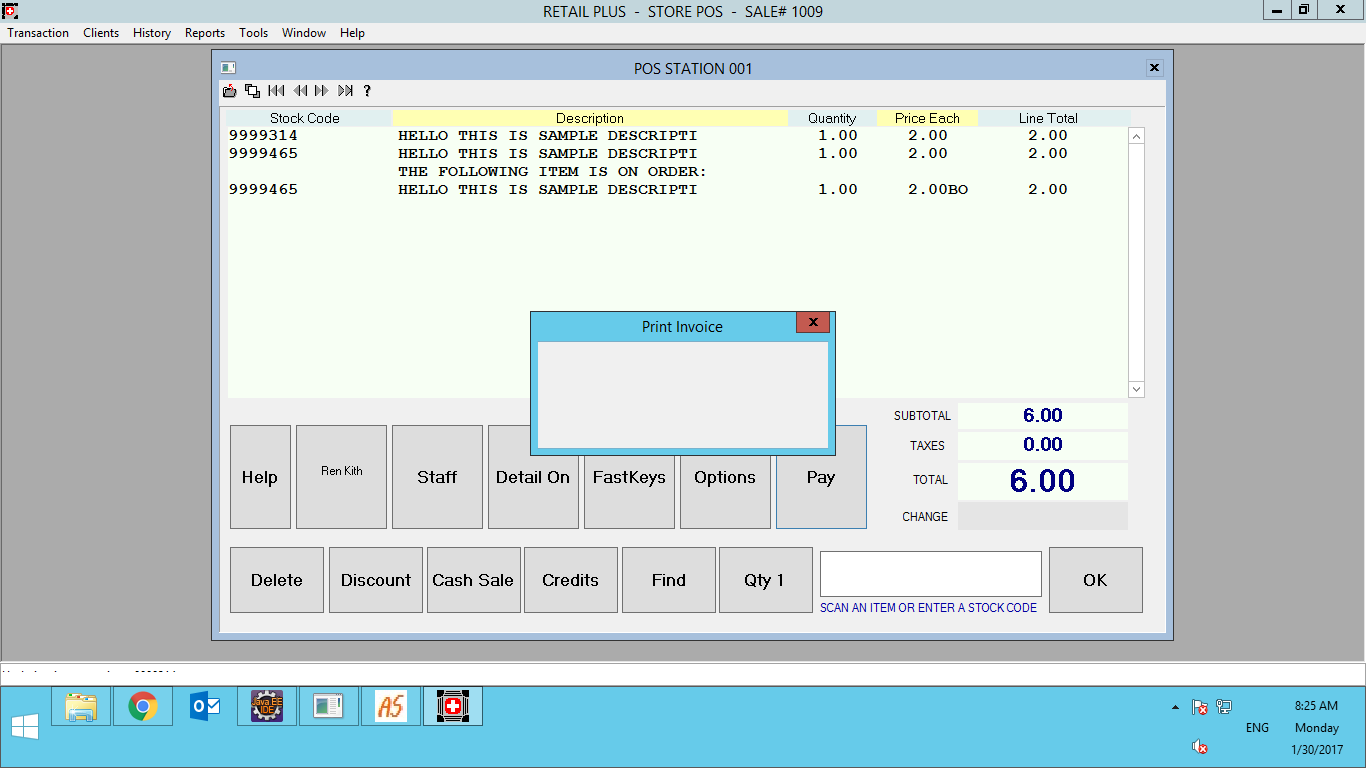 RETAIL PLUS - STORE POS - SALE# 1009
Transaction Clients History Reports Tools Window Help
POS STATION 001
?
Stock Code Description Quantity Price Each Line Total
9999314 HELLO THIS IS SAMPLE DESCRIPTI 1.00 2.00 2.00
9999465 HELLO THIS IS SAMPLE DESCRIPTI 1.00 2.00 2.00
THE FOLLOWING ITEM IS ON ORDER:
9999465 HELLO THIS IS SAMPLE DESCRIPTI 1.00 2.00BO 2.00
Print Invoice
SUBTOTAL 6.00
TAXES 0.00
TOTAL 6.00
CHANGE
Help Ren Kith Staff Detail On FastKeys Options Pay
Delete Discount Cash Sale Credits Find Qty 1 OK
SCAN AN ITEM OR ENTER A STOCK CODE
Java EE
IDE
AS
ENG
8:25 AM
Monday
1/30/2017